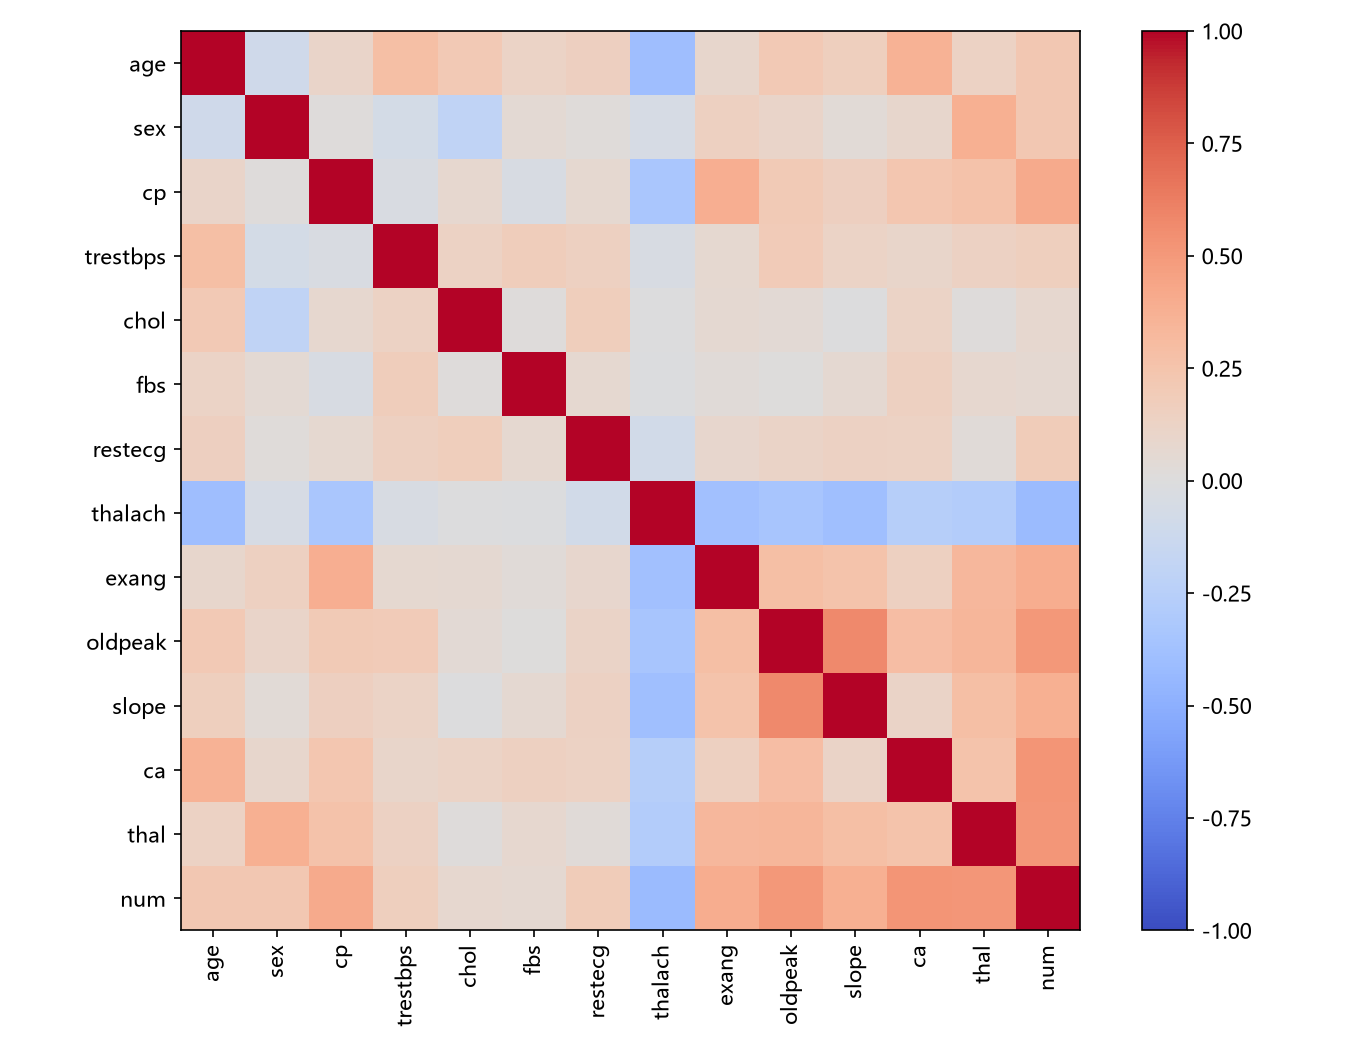 age
sex
cp
trestbps
chol
fbs
restecg
thalach
exang
oldpeak
slope
ca
thal
num
age
sex
cp
trestbps
chol
fbs
restecg
thalach
exang
oldpeak
slope
ca
thal
num
1.00
0.75
0.50
0.25
0.00
-0.25
-0.50
-0.75
-1.00